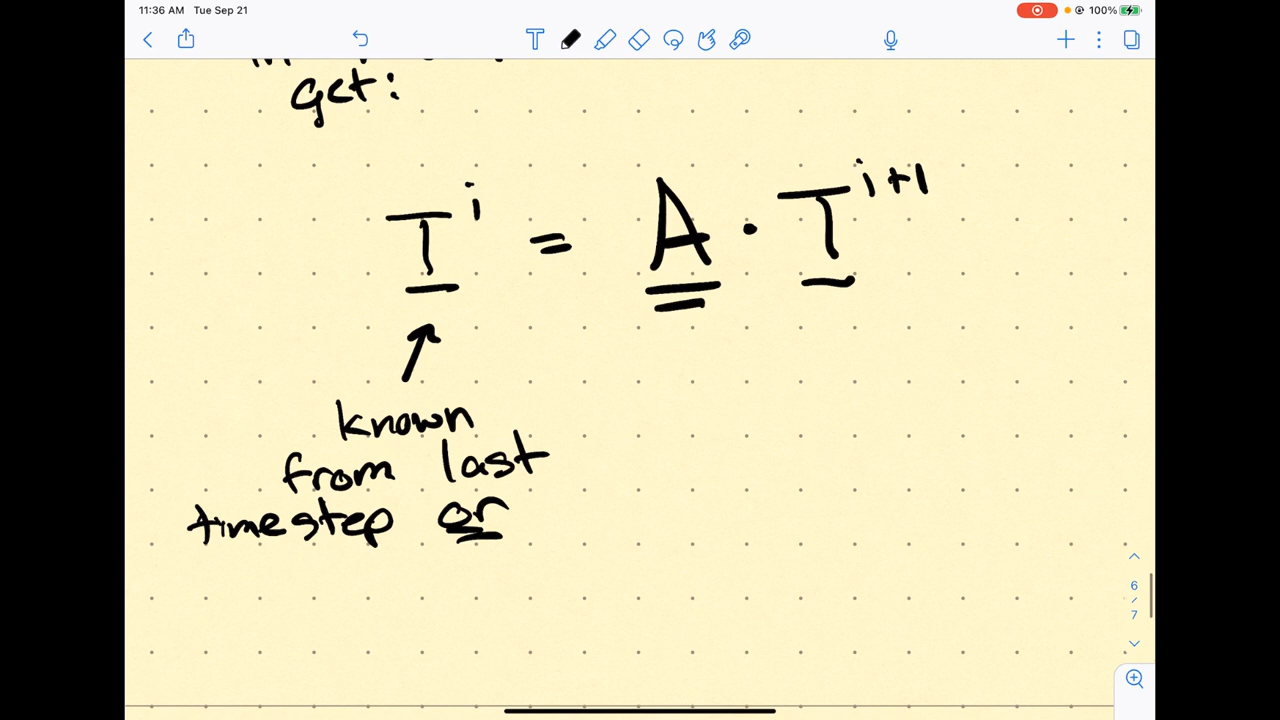 11:36 AM Tue Sep 21
100%
get:
T^i = A · T^i+1
known
from last
timestep or
6
/
7